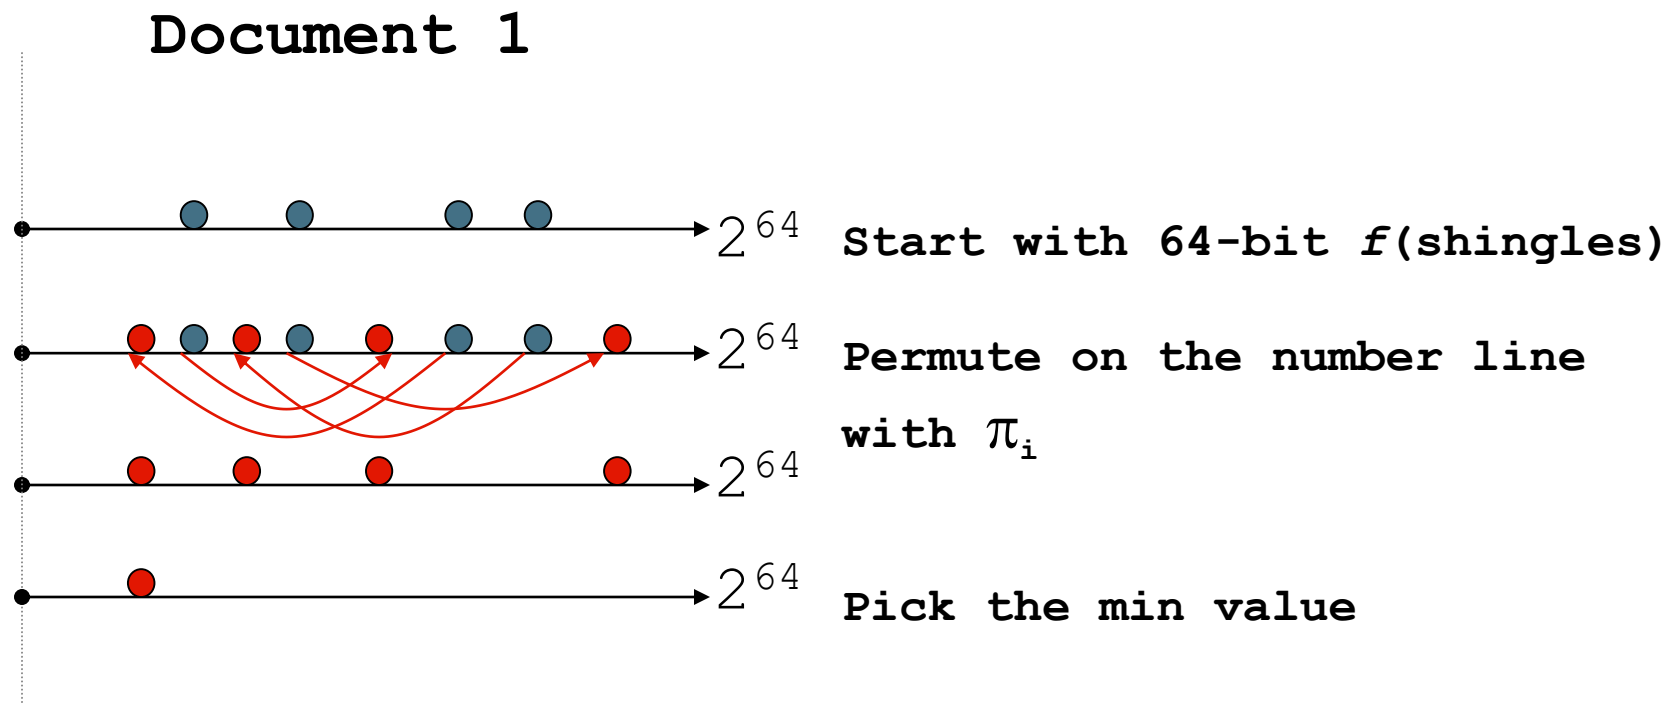 Document 1
2^64 Start with 64-bit f(shingles)
2^64 Permute on the number line
with π_i
2^64
2^64 Pick the min value